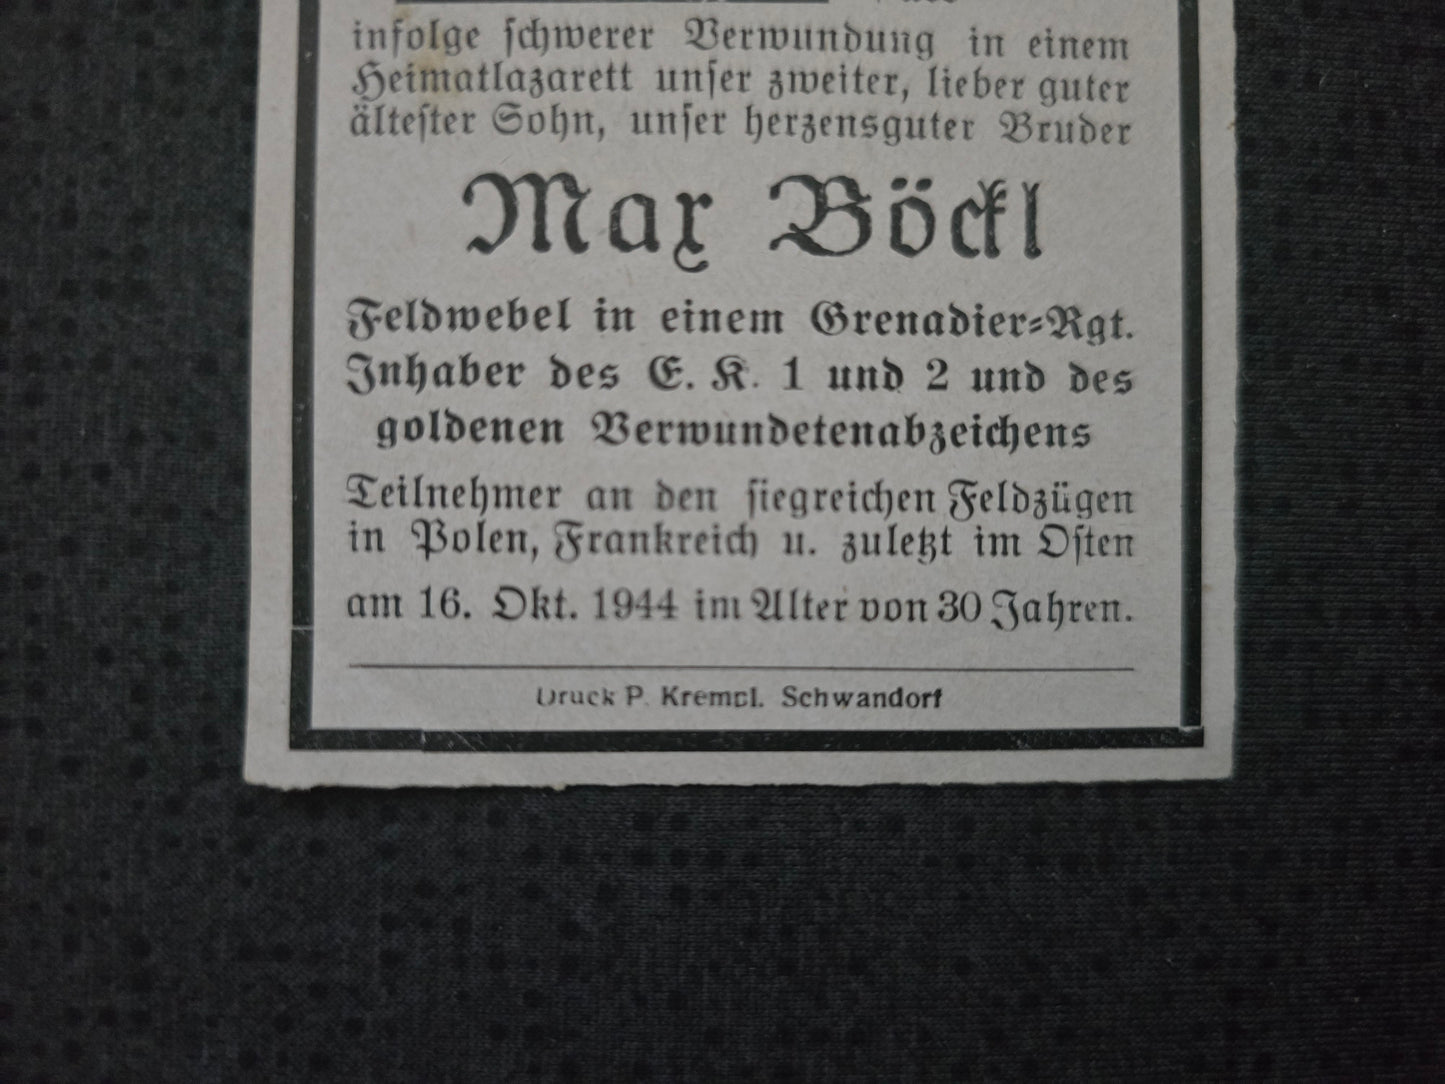 infolge schwerer Verwundung in einem
Heimatlazarett unser zweiter, lieber guter
ältester Sohn, unser herzensguter Bruder
Max Böckl
Feldwebel in einem Grenadier=Rgt.
Inhaber des E. K. 1 und 2 und des
goldenen Verwundetenabzeichens
Teilnehmer an den siegreichen Feldzügen
in Polen, Frankreich u. zuletzt im Osten
am 16. Okt. 1944 im Alter von 30 Jahren.
Druck P. Krempl. Schwandorf